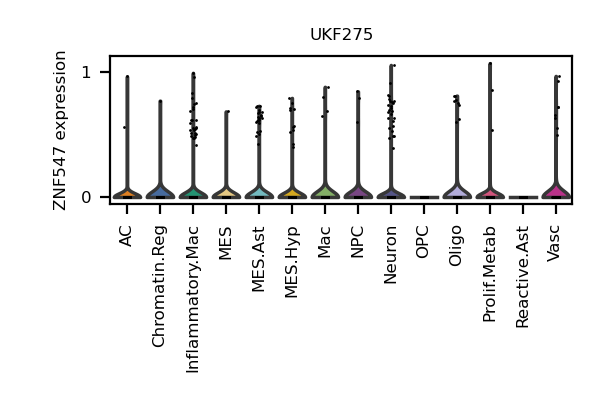 UKF275
ZNF547 expression
1
0
AC
Chromatin.Reg
Inflammatory.Mac
MES
MES.Ast
MES.Hyp
Mac
NPC
Neuron
OPC
Oligo
Prolif.Metab
Reactive.Ast
Vasc